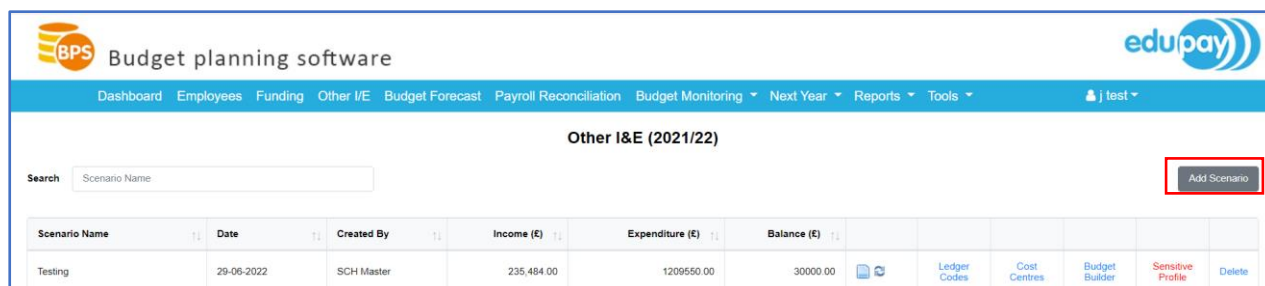 BPS Budget planning software
edupay
Dashboard Employees Funding Other I/E Budget Forecast Payroll Reconciliation Budget Monitoring Next Year Reports Tools j test
Other I&E (2021/22)
Search Scenario Name Add Scenario
Scenario Name Date Created By Income (£) Expenditure (£) Balance (£)
Testing 29-06-2022 SCH Master 235,484.00 1209550.00 30000.00 Ledger Codes Cost Centres Budget Builder Sensitive Profile Delete